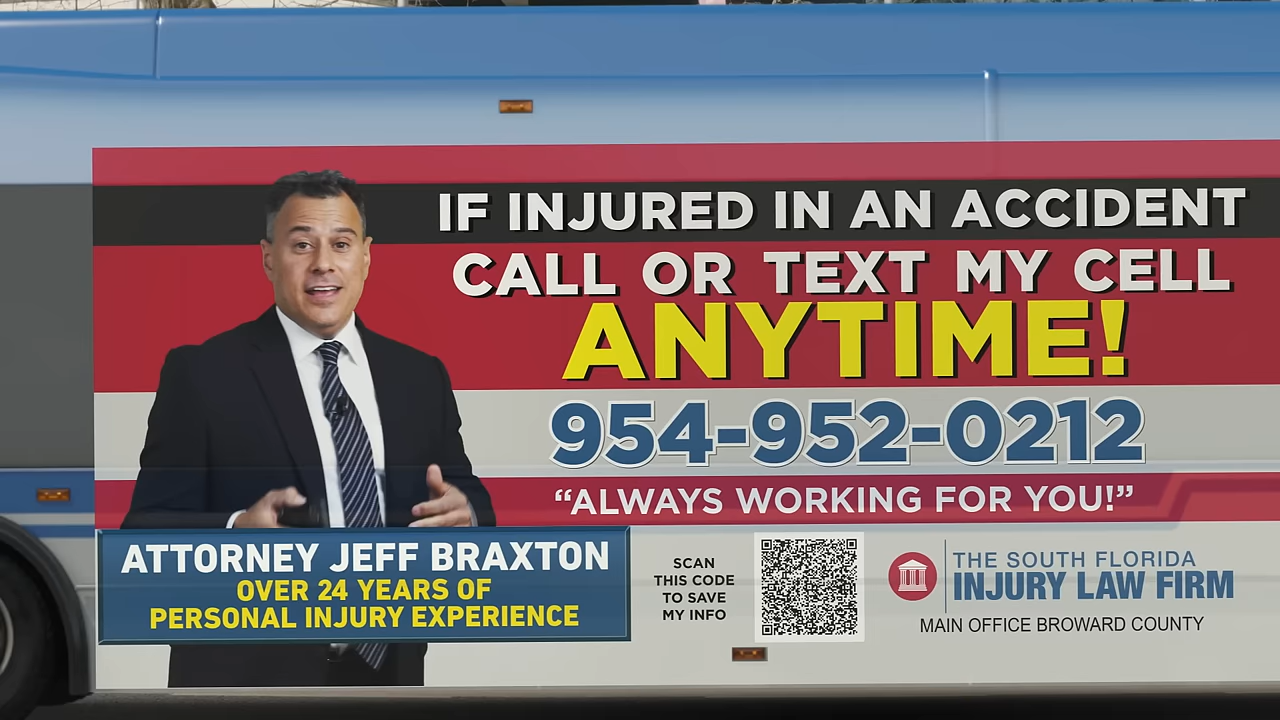 IF INJURED IN AN ACCIDENT
CALL OR TEXT MY CELL
ANYTIME!
954-952-0212
“ALWAYS WORKING FOR YOU!”
ATTORNEY JEFF BRAXTON
OVER 24 YEARS OF
PERSONAL INJURY EXPERIENCE
SCAN
THIS CODE
TO SAVE
MY INFO
THE SOUTH FLORIDA
INJURY LAW FIRM
MAIN OFFICE BROWARD COUNTY